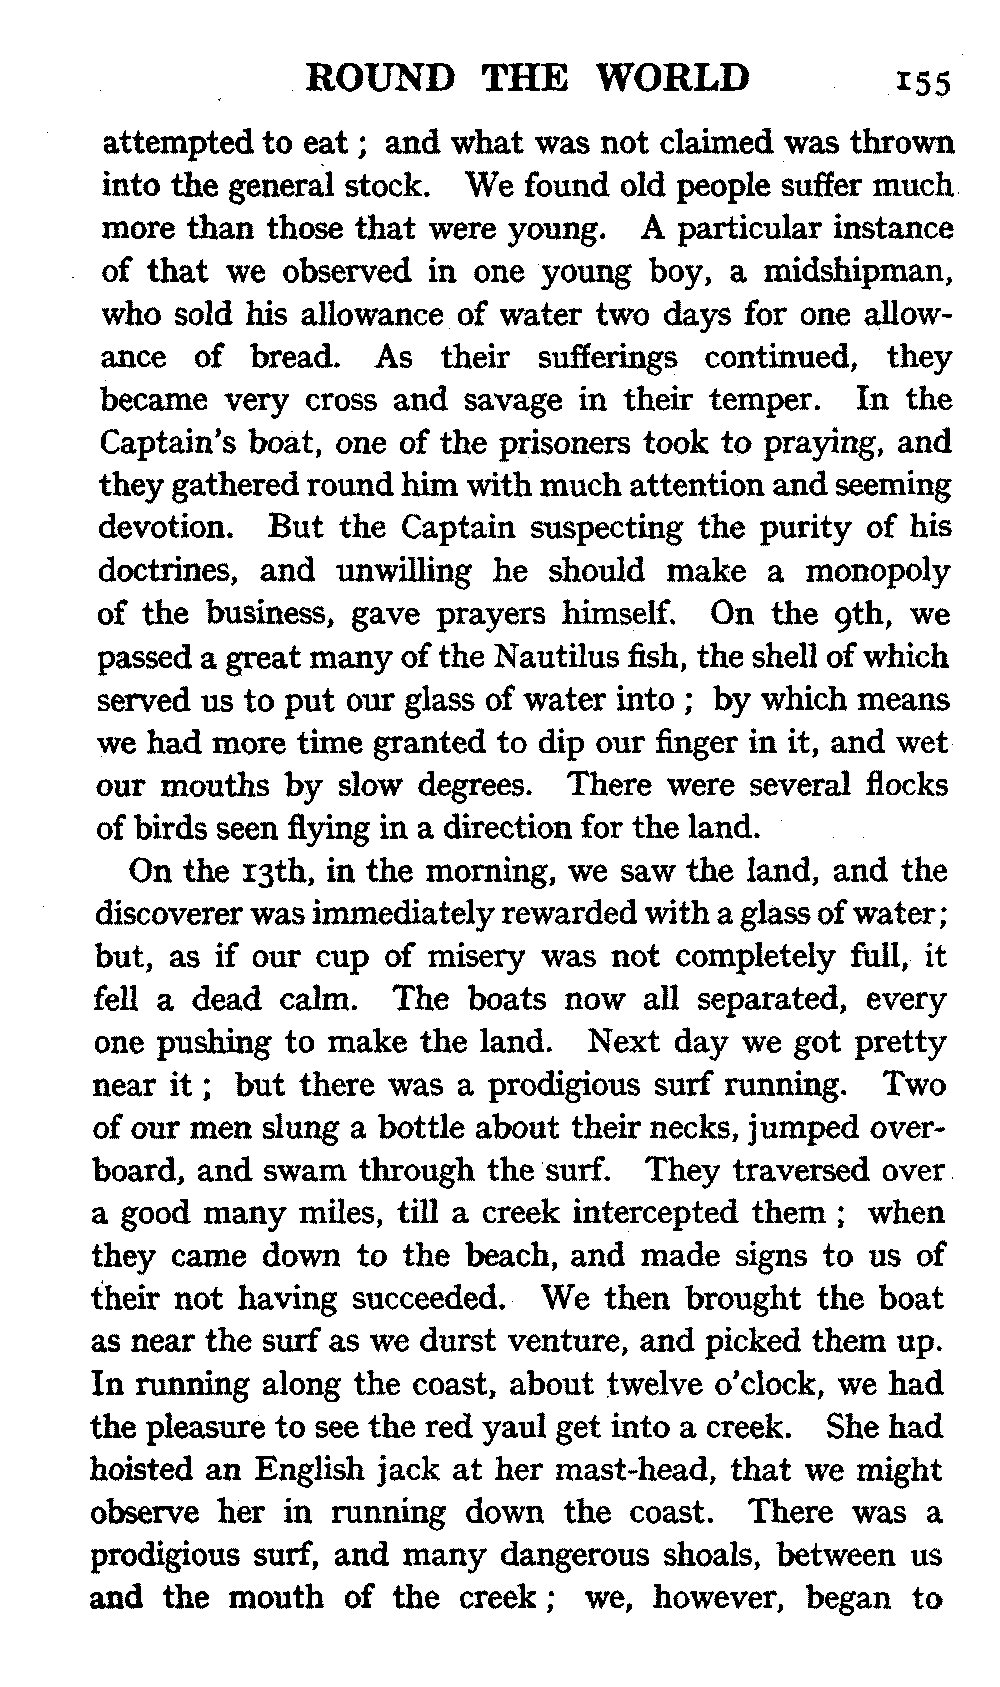 ROUND THE WORLD 155
attempted to eat ; and what was not claimed was thrown
into the general stock. We found old people suffer much
more than those that were young. A particular instance
of that we observed in one young boy, a midshipman,
who sold his allowance of water two days for one allow-
ance of bread. As their sufferings continued, they
became very cross and savage in their temper. In the
Captain's boat, one of the prisoners took to praying, and
they gathered round him with much attention and seeming
devotion. But the Captain suspecting the purity of his
doctrines, and unwilling he should make a monopoly
of the business, gave prayers himself. On the 9th, we
passed a great many of the Nautilus fish, the shell of which
served us to put our glass of water into ; by which means
we had more time granted to dip our finger in it, and wet
our mouths by slow degrees. There were several flocks
of birds seen flying in a direction for the land.
On the 13th, in the morning, we saw the land, and the
discoverer was immediately rewarded with a glass of water;
but, as if our cup of misery was not completely full, it
fell a dead calm. The boats now all separated, every
one pushing to make the land. Next day we got pretty
near it ; but there was a prodigious surf running. Two
of our men slung a bottle about their necks, jumped over-
board, and swam through the surf. They traversed over
a good many miles, till a creek intercepted them ; when
they came down to the beach, and made signs to us of
their not having succeeded. We then brought the boat
as near the surf as we durst venture, and picked them up.
In running along the coast, about twelve o'clock, we had
the pleasure to see the red yaul get into a creek. She had
hoisted an English jack at her mast-head, that we might
observe her in running down the coast. There was a
prodigious surf, and many dangerous shoals, between us
and the mouth of the creek ; we, however, began to